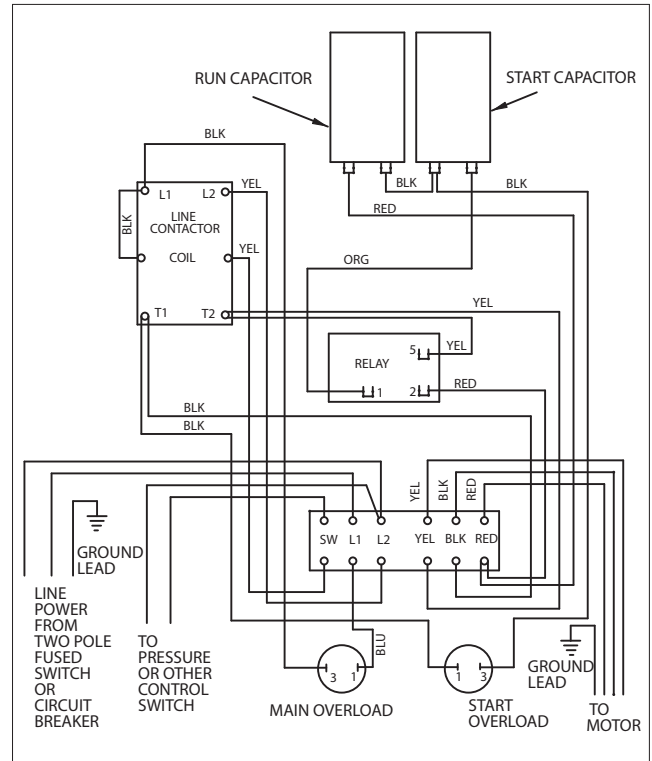 RUN CAPACITOR
START CAPACITOR
BLK
BLK
BLK
RED
L1
L2
YEL
LINE
CONTACTOR
BLK
COIL
YEL
ORG
T1
T2
YEL
5
YEL
RELAY
1
2
RED
BLK
BLK
YEL
BLK
RED
SW
L1
L2
YEL
BLK
RED
GROUND
LEAD
LINE
POWER
FROM
TWO POLE
FUSED
SWITCH
OR
CIRCUIT
BREAKER
TO
PRESSURE
OR OTHER
CONTROL
SWITCH
BLU
3
1
MAIN OVERLOAD
1
3
START
OVERLOAD
GROUND
LEAD
TO
MOTOR